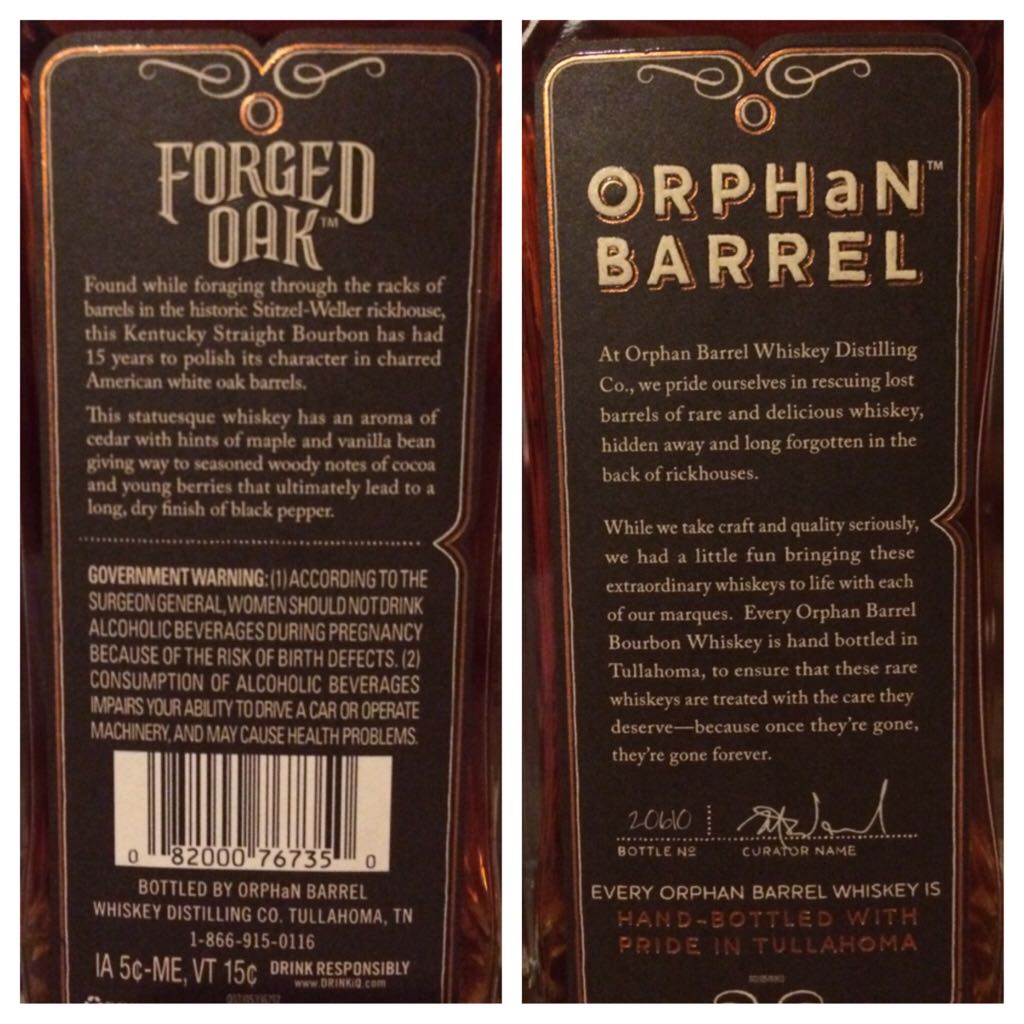 FORGED
OAK™
Found while foraging through the racks of
barrels in the historic Stitzel-Weller rickhouse,
this Kentucky Straight Bourbon has had
15 years to polish its character in charred
American white oak barrels.
This statuesque whiskey has an aroma of
cedar with hints of maple and vanilla bean
giving way to seasoned woody notes of cocoa
and young berries that ultimately lead to a
long, dry finish of black pepper.
GOVERNMENT WARNING: (1) ACCORDING TO THE
SURGEON GENERAL, WOMEN SHOULD NOT DRINK
ALCOHOLIC BEVERAGES DURING PREGNANCY
BECAUSE OF THE RISK OF BIRTH DEFECTS. (2)
CONSUMPTION OF ALCOHOLIC BEVERAGES
IMPAIRS YOUR ABILITY TO DRIVE A CAR OR OPERATE
MACHINERY, AND MAY CAUSE HEALTH PROBLEMS.
0 82000 76735 0
BOTTLED BY ORPHaN BARREL
WHISKEY DISTILLING CO. TULLAHOMA, TN
1-866-915-0116
IA 5¢-ME, VT 15¢ DRINK RESPONSIBLY
www.DRINKiQ.com
ORPHaN™
BARREL
At Orphan Barrel Whiskey Distilling
Co., we pride ourselves in rescuing lost
barrels of rare and delicious whiskey,
hidden away and long forgotten in the
back of rickhouses.
While we take craft and quality seriously,
we had a little fun bringing these
extraordinary whiskeys to life with each
of our marques. Every Orphan Barrel
Bourbon Whiskey is hand bottled in
Tullahoma, to ensure that these rare
whiskeys are treated with the care they
deserve—because once they're gone,
they're gone forever.
20610
BOTTLE Nº CURATOR NAME
EVERY ORPHAN BARREL WHISKEY IS
HAND-BOTTLED WITH
PRIDE IN TULLAHOMA